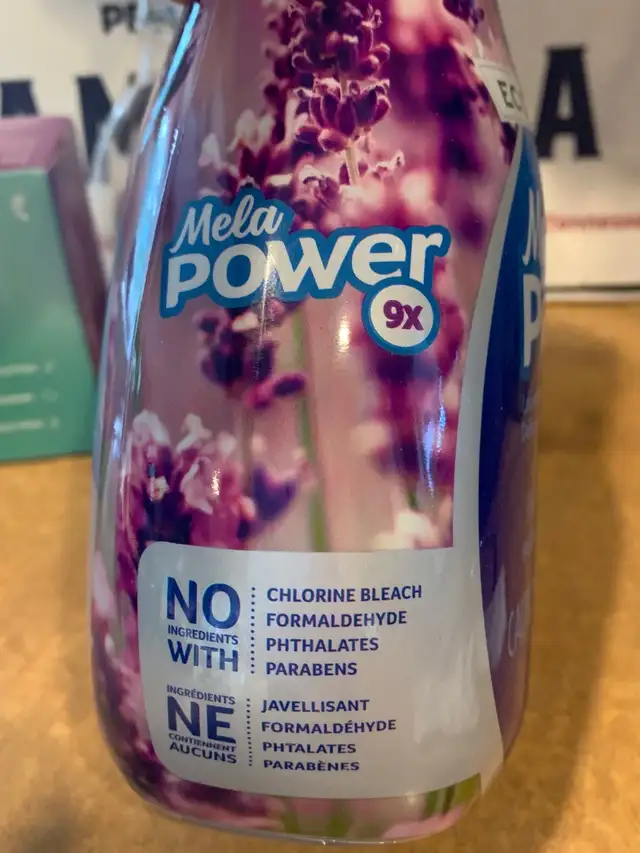 Mela
POWer
9x
NO
INGREDIENTS
WITH
CHLORINE BLEACH
FORMALDEHYDE
PHTHALATES
PARABENS
INGRÉDIENTS
NE
CONTIENNENT
AUCUNS
JAVELLISANT
FORMALDÉHYDE
PHTALATES
PARABÈNES